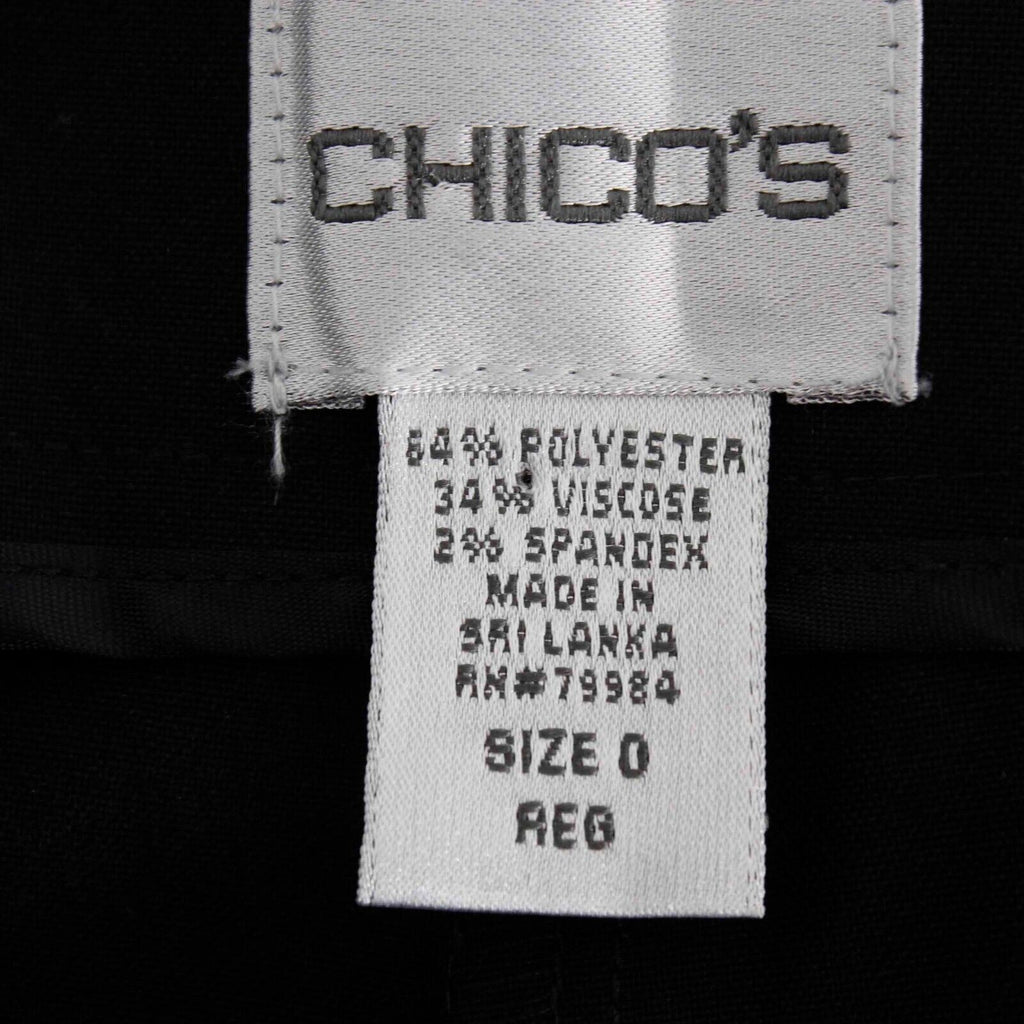 CHICO'S
64% POLYESTER
34% VISCOSE
2% SPANDEX
MADE IN
SRI LANKA
RN#79984
SIZE 0
REG